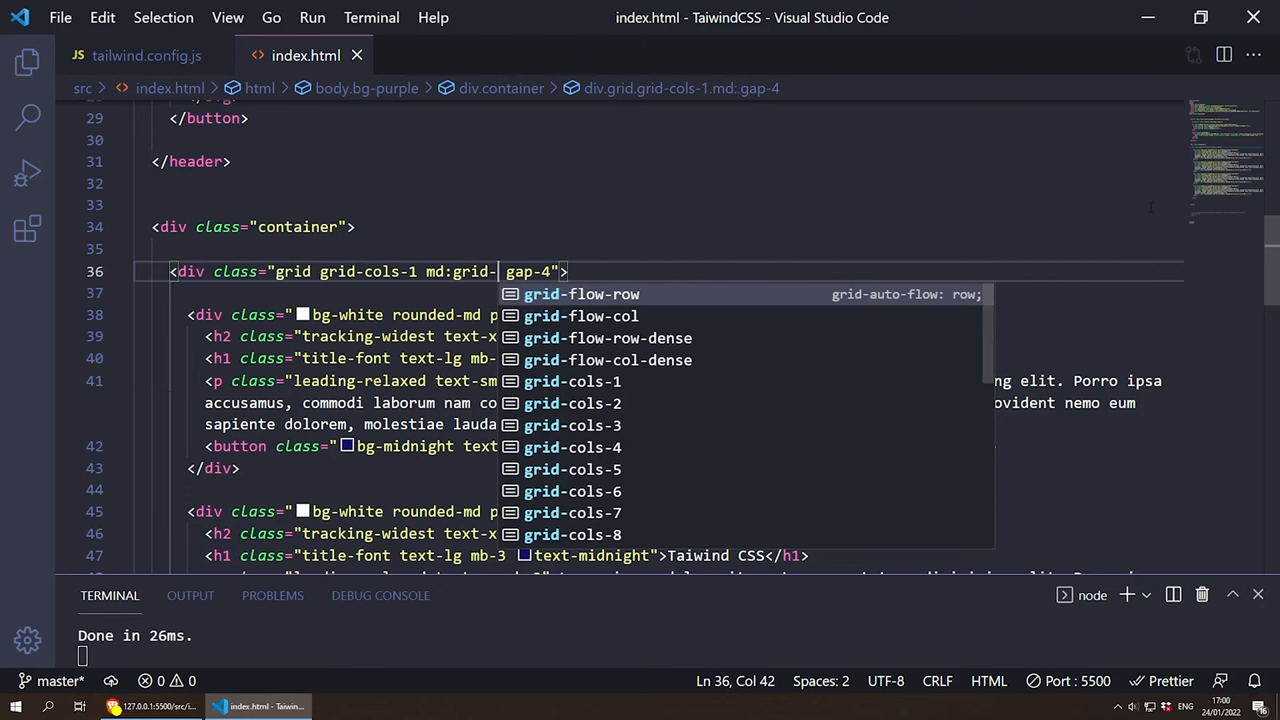 File Edit Selection View Go Run Terminal Help index.html - TaiwindCSS - Visual Studio Code
JS tailwind.config.js <> index.html
src > <> index.html > html > body.bg-purple > div.container > div.grid.grid-cols-1.md:.gap-4
29 </button>
30
31 </header>
32
33
34 <div class="container">
35
36 <div class="grid grid-cols-1 md:grid- gap-4">
grid-flow-row grid-auto-flow: row;
37
grid-flow-col
38 <div class="bg-white rounded-md p
39 <h2 class="tracking-widest text-x
grid-flow-row-dense
40 <h1 class="title-font text-lg mb-
grid-flow-col-dense
41 <p class="leading-relaxed text-sm
grid-cols-1
ng elit. Porro ipsa
accusamus, commodi laborum nam co
grid-cols-2
ovident nemo eum
sapiente dolorem, molestiae lauda
grid-cols-3
42 <button class="bg-midnight text
grid-cols-4
43 </div>
grid-cols-5
44
grid-cols-6
45 <div class="bg-white rounded-md p
grid-cols-7
46 <h2 class="tracking-widest text-x
grid-cols-8
47 <h1 class="title-font text-lg mb-3 text-midnight">Taiwind CSS</h1>
TERMINAL OUTPUT PROBLEMS DEBUG CONSOLE node
Done in 26ms.
master* 0 0 Ln 36, Col 42 Spaces: 2 UTF-8 CRLF HTML Port : 5500 Prettier
127.0.0.1:5500/src/i... index.html - Taiwin... ENG 17:00
24/01/2022 16